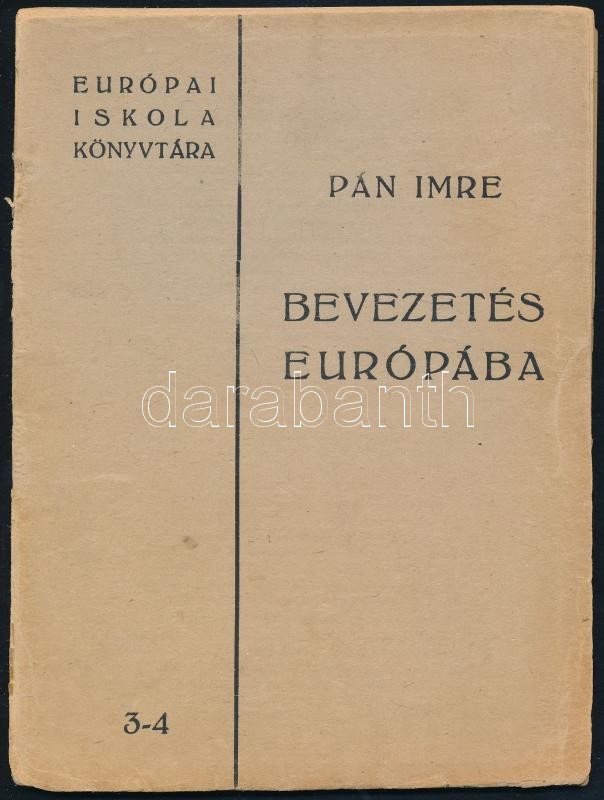 EURÓPAI
ISKOLA
KÖNYVTÁRA
PÁN IMRE
BEVEZETÉS
EURÓPÁBA
darabanth
3-4